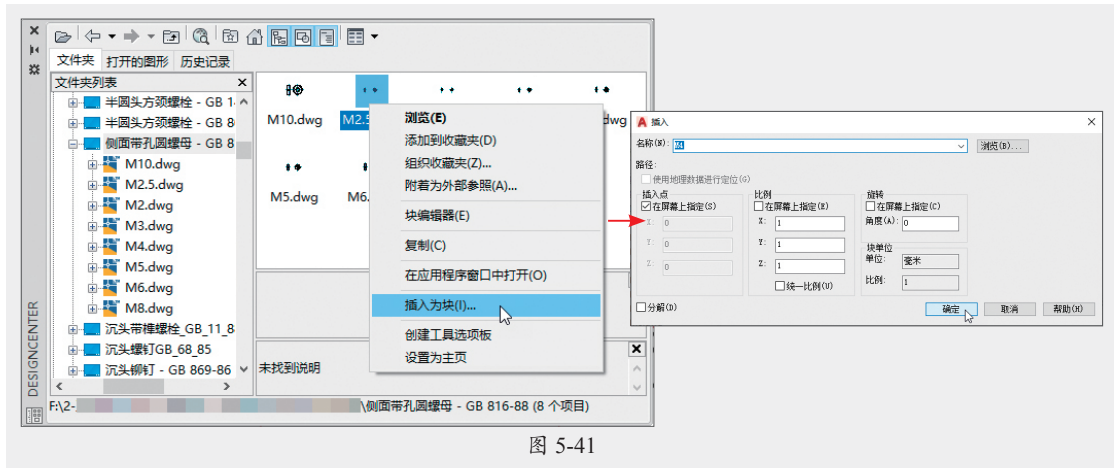 文件夹 打开的图形 历史记录
文件夹列表
半圆头方颈螺栓 - GB 1
半圆头方颈螺栓 - GB 8
侧面带孔圆螺母 - GB 8
M10.dwg
M2.5.dwg
M2.dwg
M3.dwg
M4.dwg
M5.dwg
M6.dwg
M8.dwg
沉头带榫螺栓_GB_11_8
沉头螺钉GB_68_85
沉头铆钉 - GB 869-86
DESIGNCENTER
M10.dwg
M2.5
dwg
M5.dwg
M6.
浏览(E)
添加到收藏夹(D)
组织收藏夹(Z)...
附着为外部参照(A)...
块编辑器(E)
复制(C)
在应用程序窗口中打开(O)
插入为块(I)...
创建工具选项板
设置为主页
未找到说明
F:\2-
\侧面带孔圆螺母 - GB 816-88 (8 个项目)
插入
名称(N): M4 浏览(B)...
路径:
使用地理数据进行定位(G)
插入点 比例 旋转
在屏幕上指定(S) 在屏幕上指定(E) 在屏幕上指定(C)
X: 0 X: 1 角度(A): 0
Y: 0 Y: 1 块单位
Z: 0 Z: 1 单位: 毫米
统一比例(U) 比例: 1
分解(D) 确定 取消 帮助(H)
图 5-41